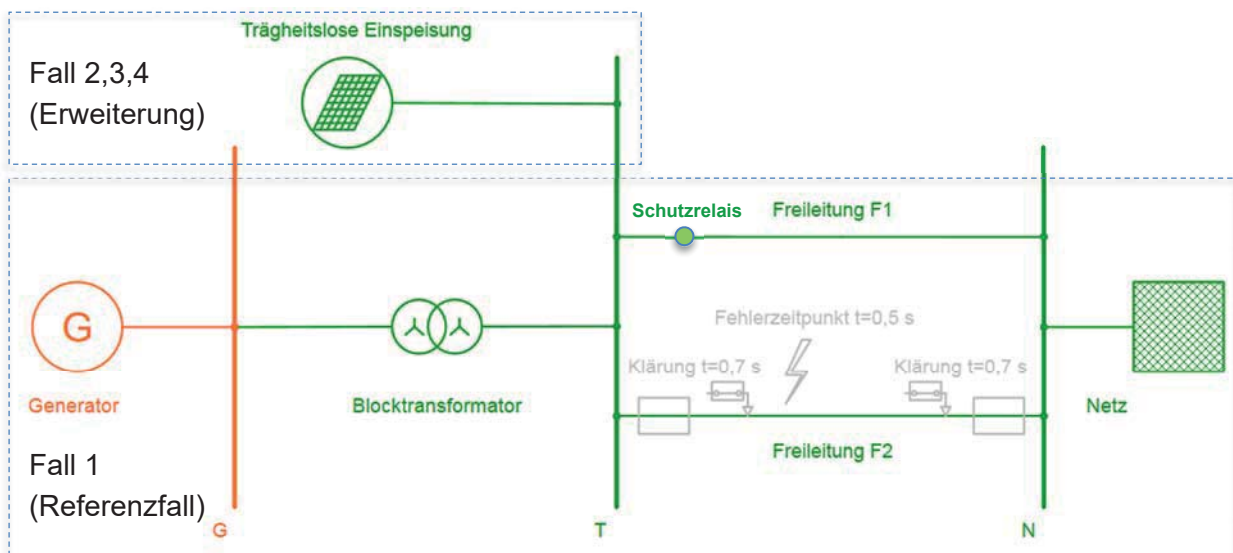 Trägheitslose Einspeisung
Fall 2,3,4
(Erweiterung)
Schutzrelais
Freileitung F1
G
Fehlerzeitpunkt t=0,5 s
Klärung t=0,7 s
Klärung t=0,7 s
Generator
Blocktransformator
Netz
Freileitung F2
Fall 1
(Referenzfall)
G
T
N